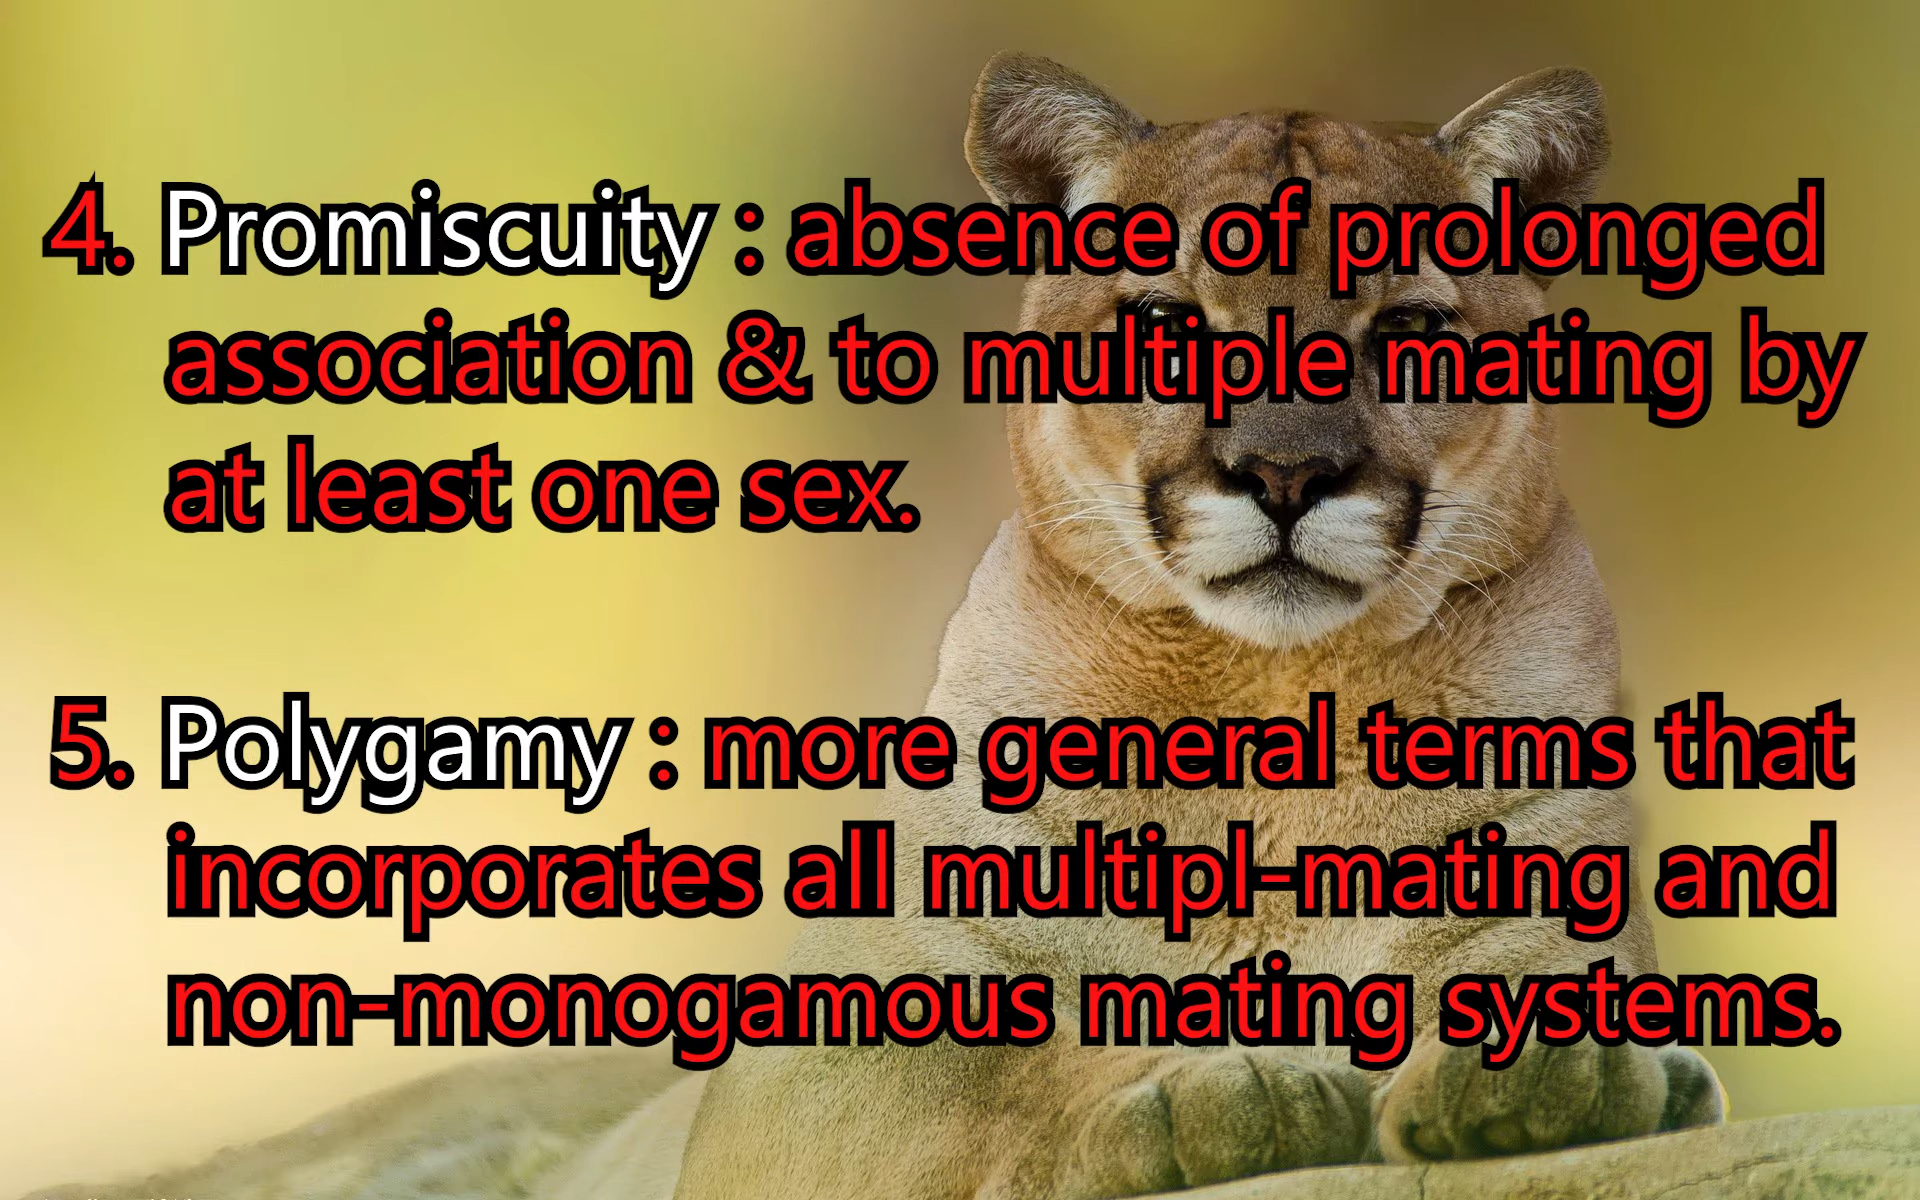 4. Promiscuity : absence of prolonged
association & to multiple mating by
at least one sex.
5. Polygamy : more general terms that
incorporates all multipl-mating and
non-monogamous mating systems.